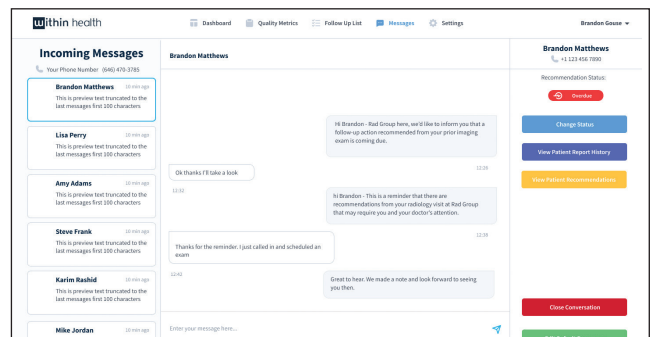 within health
Dashboard
Quality Metrics
Follow Up List
Messages
Settings
Brandon Gouse
Incoming Messages
Your Phone Number (646) 470-3785
Brandon Matthews 10 min ago
This is preview text truncated to the
last messages first 100 characters
Lisa Perry 10 min ago
This is preview text truncated to the
last messages first 100 characters
Amy Adams 10 min ago
This is preview text truncated to the
last messages first 100 characters
Steve Frank 10 min ago
This is preview text truncated to the
last messages first 100 characters
Karim Rashid 10 min ago
This is preview text truncated to the
last messages first 100 characters
Mike Jordan 10 min ago
Brandon Matthews
Hi Brandon - Rad Group here, we'd like to inform you that a
follow-up action recommended from your prior imaging
exam is coming due.
12:26
Ok thanks I'll take a look
12:32
hi Brandon - This is a reminder that there are
recommendations from your radiology visit at Rad Group
that may require you and your doctor's attention.
12:38
Thanks for the reminder. I just called in and scheduled an
exam
12:42
Great to hear. We made a note and look forward to seeing
you then.
Enter your message here...
Brandon Matthews
+1 123 456 7890
Recommendation Status:
Overdue
Change Status
View Patient Report History
View Patient Recommendations
Close Conversation